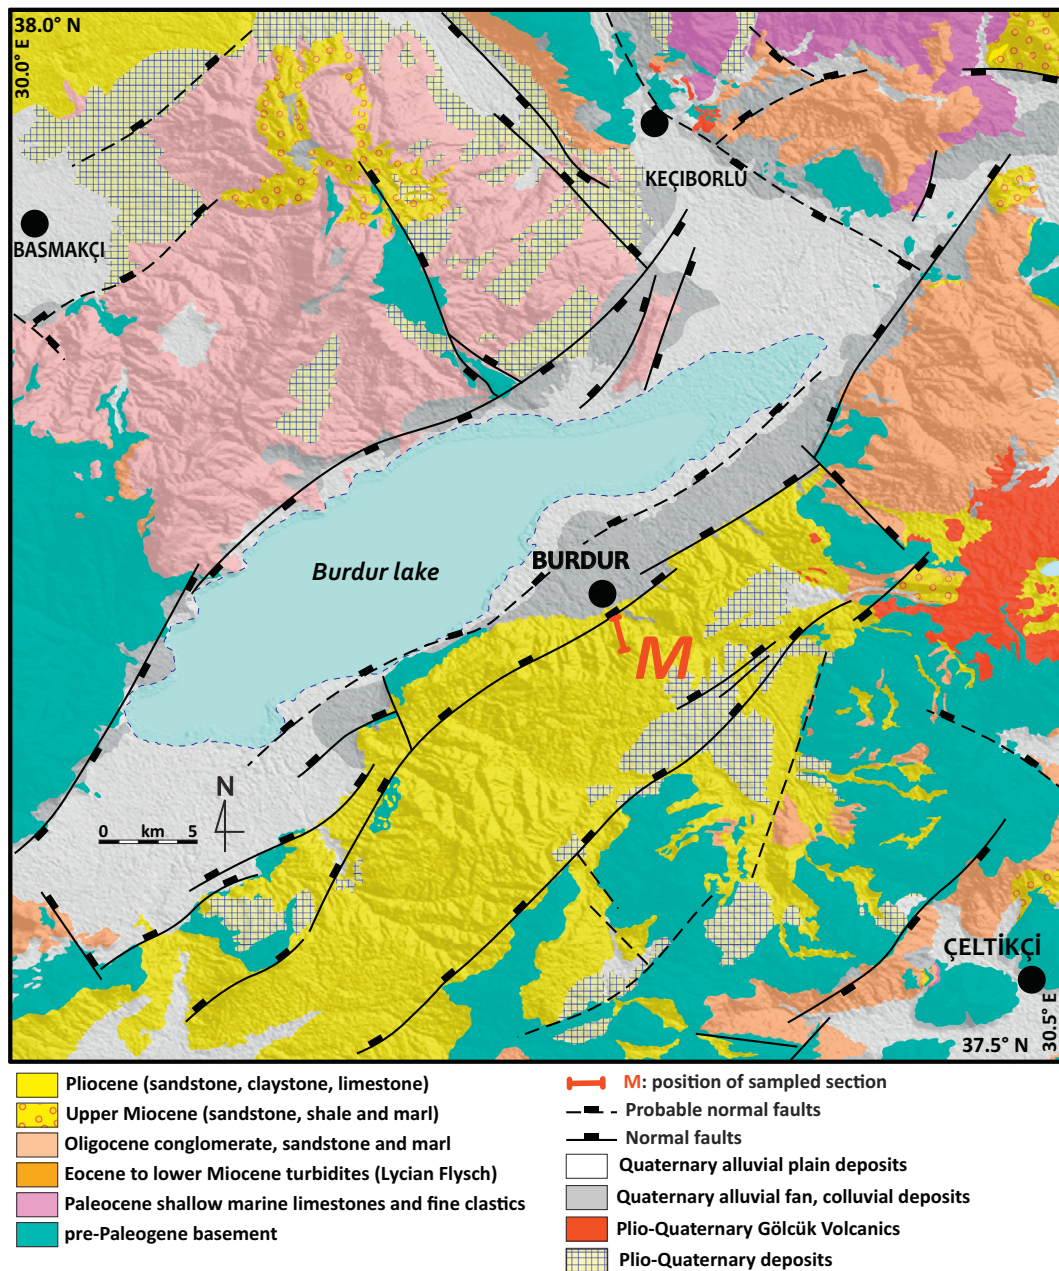 38.0° N
30.0° E
KEÇIBORLU
BASMAKÇI
Burdur lake
BURDUR
M
N
0 km 5
ÇELTİKÇİ
37.5° N
30.5° E
Pliocene (sandstone, claystone, limestone)
Upper Miocene (sandstone, shale and marl)
Oligocene conglomerate, sandstone and marl
Eocene to lower Miocene turbidites (Lycian Flysch)
Paleocene shallow marine limestones and fine clastics
pre-Paleogene basement
M: position of sampled section
Probable normal faults
Normal faults
Quaternary alluvial plain deposits
Quaternary alluvial fan, colluvial deposits
Plio-Quaternary Gölcük Volcanics
Plio-Quaternary deposits